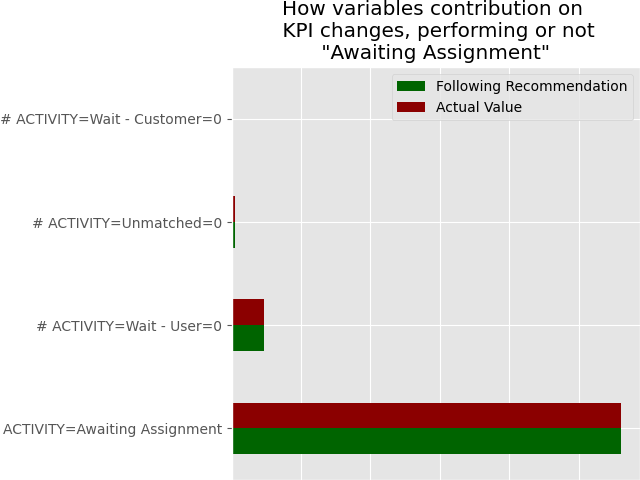 How variables contribution on
KPI changes, performing or not
"Awaiting Assignment"
Following Recommendation
Actual Value
# ACTIVITY=Wait - Customer=0
# ACTIVITY=Unmatched=0
# ACTIVITY=Wait - User=0
ACTIVITY=Awaiting Assignment